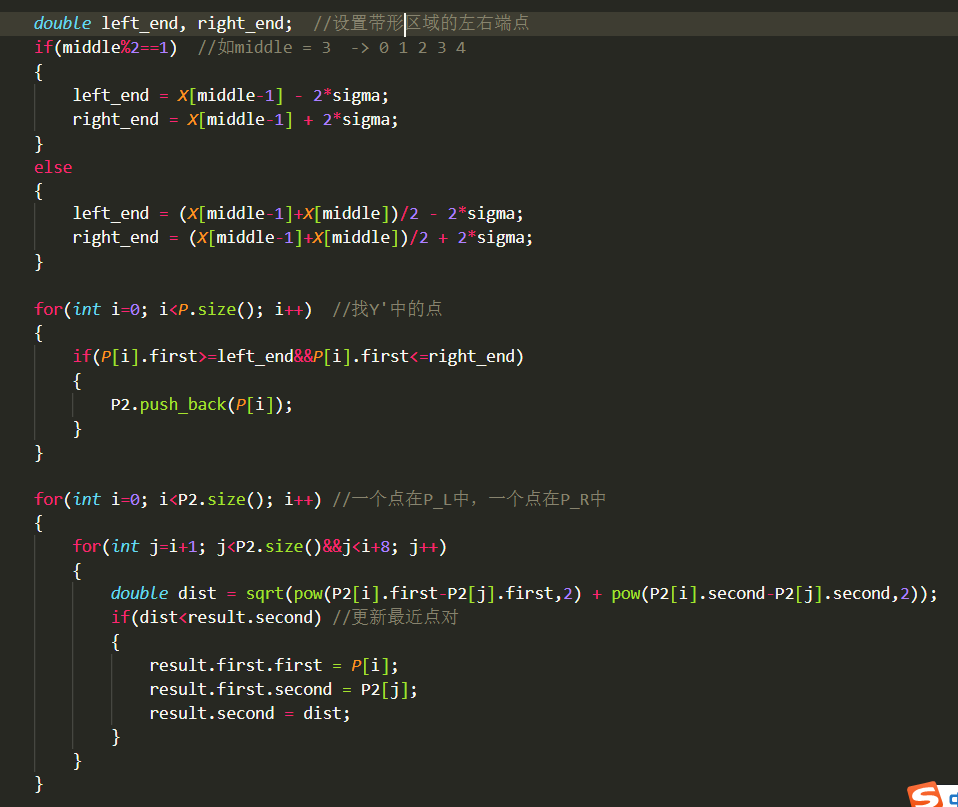 double left_end, right_end;  //设置带形区域的左右端点
if(middle%2==1)  //如middle = 3  -> 0 1 2 3 4
{
    left_end = X[middle-1] - 2*sigma;
    right_end = X[middle-1] + 2*sigma;
}
else
{
    left_end = (X[middle-1]+X[middle])/2 - 2*sigma;
    right_end = (X[middle-1]+X[middle])/2 + 2*sigma;
}
for(int i=0; i<P.size(); i++)  //找Y'中的点
{
    if(P[i].first>=left_end&&P[i].first<=right_end)
    {
        P2.push_back(P[i]);
    }
}
for(int i=0; i<P2.size(); i++) //一个点在P_L中，一个点在P_R中
{
    for(int j=i+1; j<P2.size()&&j<i+8; j++)
    {
        double dist = sqrt(pow(P2[i].first-P2[j].first,2) + pow(P2[i].second-P2[j].second,2));
        if(dist<result.second) //更新最近点对
        {
            result.first.first = P[i];
            result.first.second = P2[j];
            result.second = dist;
        }
    }
}